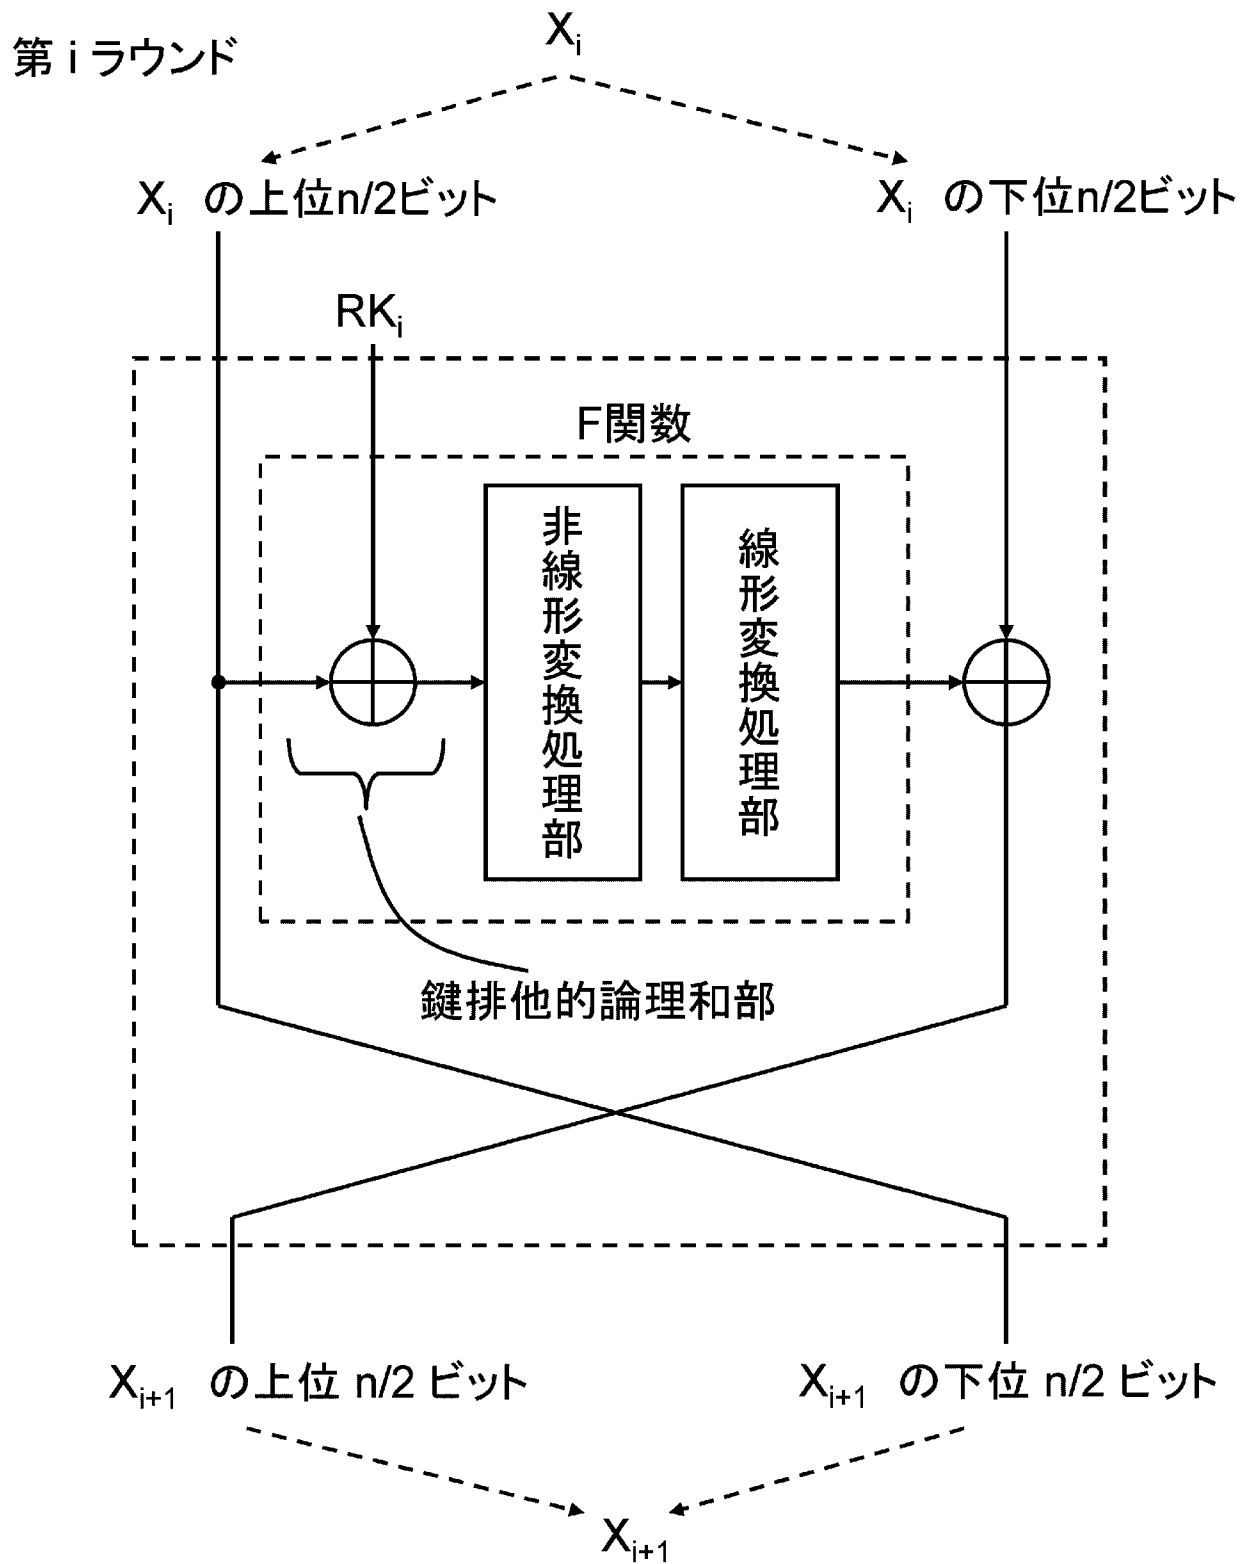 第 i ラウンド
Xi
Xi の上位n/2ビット
Xi の下位n/2ビット
RKi
F関数
非線形変換処理部
線形変換処理部
鍵排他的論理和部
Xi+1 の上位 n/2 ビット
Xi+1 の下位 n/2 ビット
Xi+1